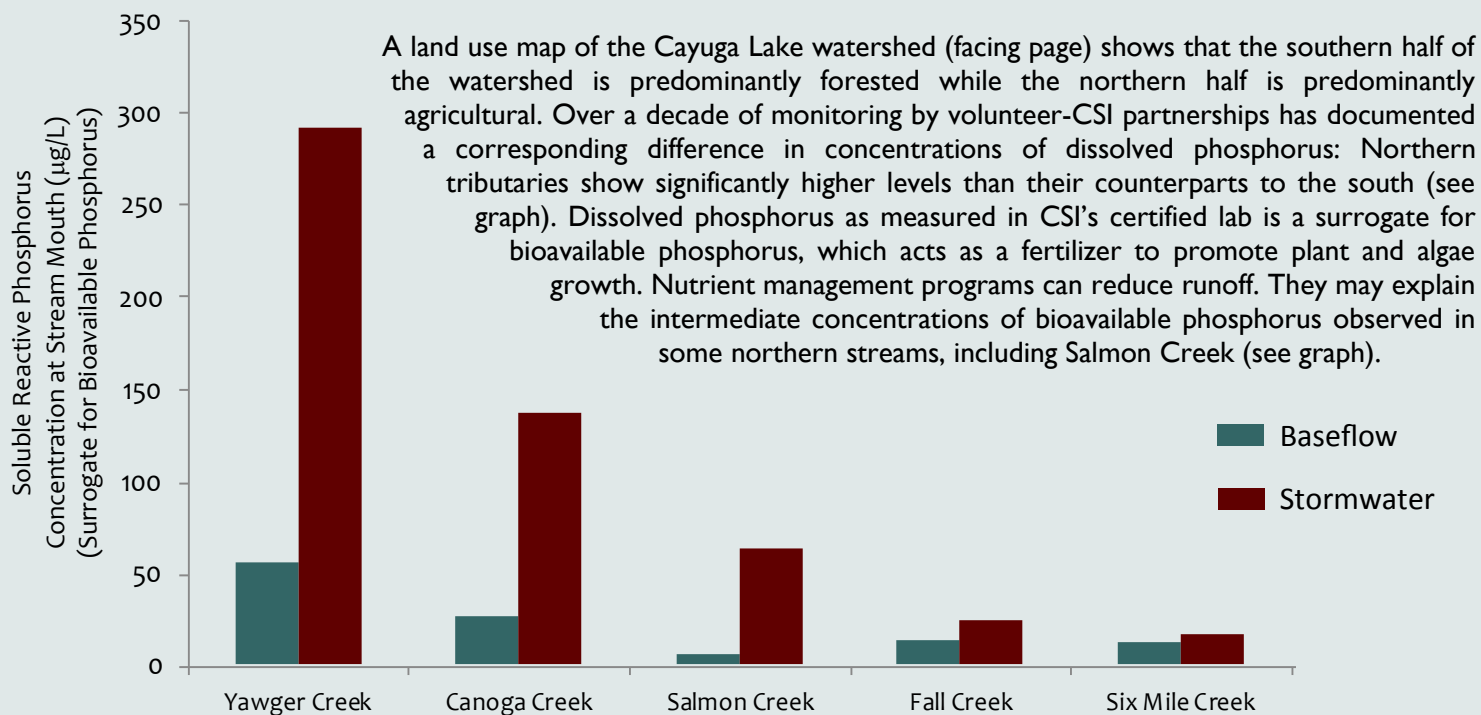 A land use map of the Cayuga Lake watershed (facing page) shows that the southern half of
the watershed is predominantly forested while the northern half is predominantly
agricultural. Over a decade of monitoring by volunteer-CSI partnerships has documented
a corresponding difference in concentrations of dissolved phosphorus: Northern
tributaries show significantly higher levels than their counterparts to the south (see
graph). Dissolved phosphorus as measured in CSI's certified lab is a surrogate for
bioavailable phosphorus, which acts as a fertilizer to promote plant and algae
growth. Nutrient management programs can reduce runoff. They may explain
the intermediate concentrations of bioavailable phosphorus observed in
some northern streams, including Salmon Creek (see graph).
Soluble Reactive Phosphorus
Concentration at Stream Mouth (µg/L)
(Surrogate for Bioavailable Phosphorus)
350
300
250
200
150
100
50
0
Baseflow
Stormwater
Yawger Creek
Canoga Creek
Salmon Creek
Fall Creek
Six Mile Creek